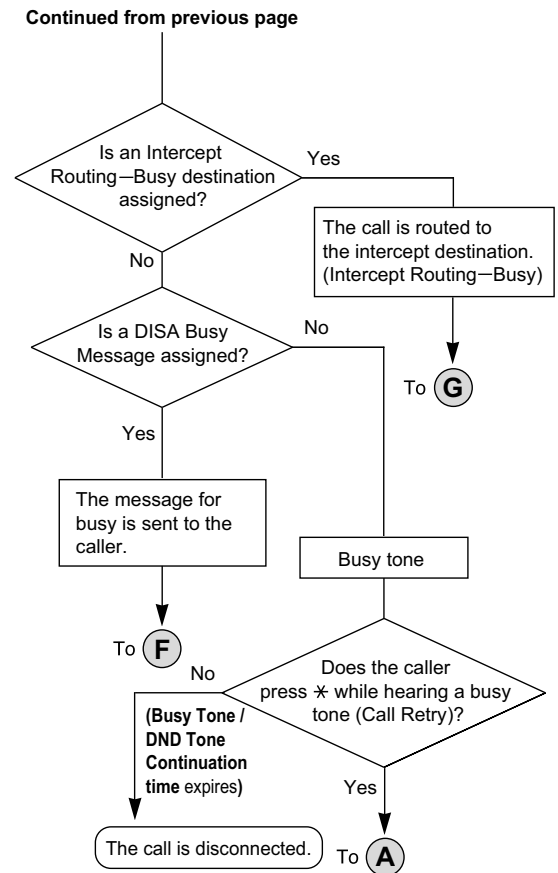 Continued from previous page
Is an Intercept
Routing—Busy destination
assigned?
Yes
The call is routed to
the intercept destination.
(Intercept Routing—Busy)
No
To G
Is a DISA Busy
Message assigned?
No
Yes
The message for
busy is sent to the
caller.
Busy tone
To F
Does the caller
press * while hearing a busy
tone (Call Retry)?
No
(Busy Tone /
DND Tone
Continuation
time expires)
Yes
The call is disconnected.
To A